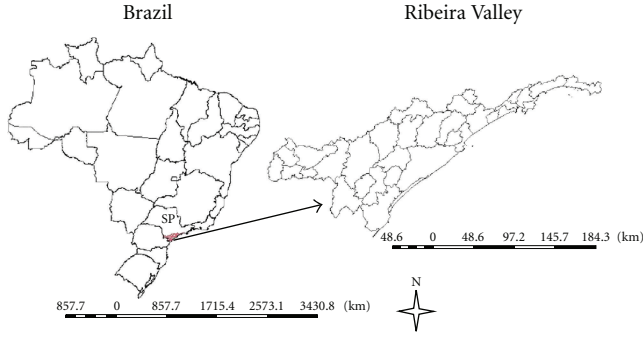 Brazil
Ribeira Valley
SP
48.6 0 48.6 97.2 145.7 184.3 (km)
N
857.7 0 857.7 1715.4 2573.1 3430.8 (km)